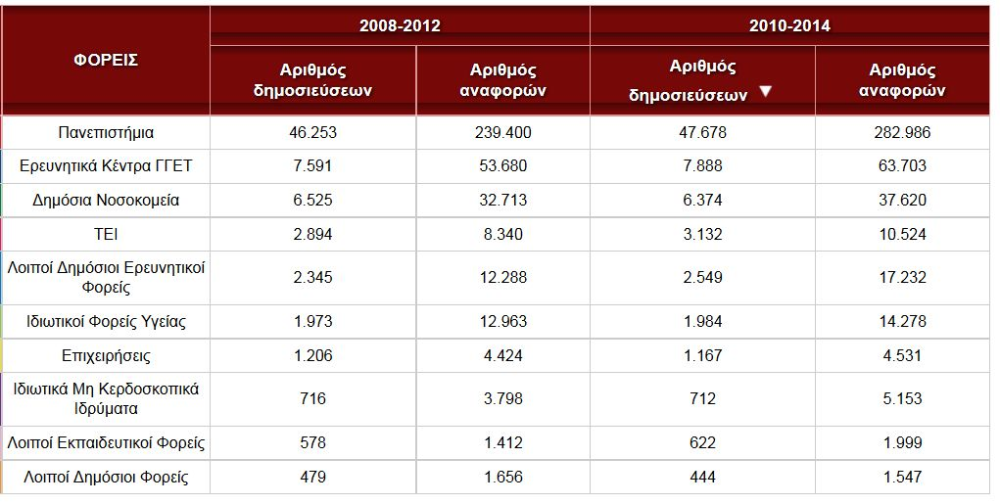 ΦΟΡΕΙΣ 2008-2012 2010-2014
Αριθμός δημοσιεύσεων Αριθμός αναφορών Αριθμός δημοσιεύσεων ▼ Αριθμός αναφορών
Πανεπιστήμια 46.253 239.400 47.678 282.986
Ερευνητικά Κέντρα ΓΓΕΤ 7.591 53.680 7.888 63.703
Δημόσια Νοσοκομεία 6.525 32.713 6.374 37.620
ΤΕΙ 2.894 8.340 3.132 10.524
Λοιποί Δημόσιοι Ερευνητικοί Φορείς 2.345 12.288 2.549 17.232
Ιδιωτικοί Φορείς Υγείας 1.973 12.963 1.984 14.278
Επιχειρήσεις 1.206 4.424 1.167 4.531
Ιδιωτικά Μη Κερδοσκοπικά Ιδρύματα 716 3.798 712 5.153
Λοιποί Εκπαιδευτικοί Φορείς 578 1.412 622 1.999
Λοιποί Δημόσιοι Φορείς 479 1.656 444 1.547